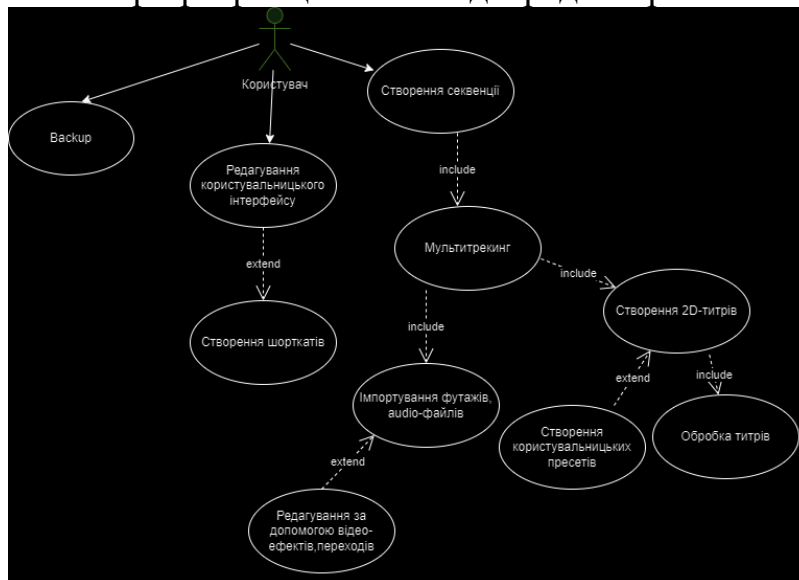 Користувач
Створення секвенції
Backup
Редагування
користувальницького
інтерфейсу
include
Мультитрекинг
extend
include
Створення 2D-титрів
include
Створення шорткатів
extend
include
Імпортування футажів,
audio-файлів
Створення
користувальницьких
пресетів
Обробка титрів
extend
Редагування за
допомогою відео-
ефектів,переходів